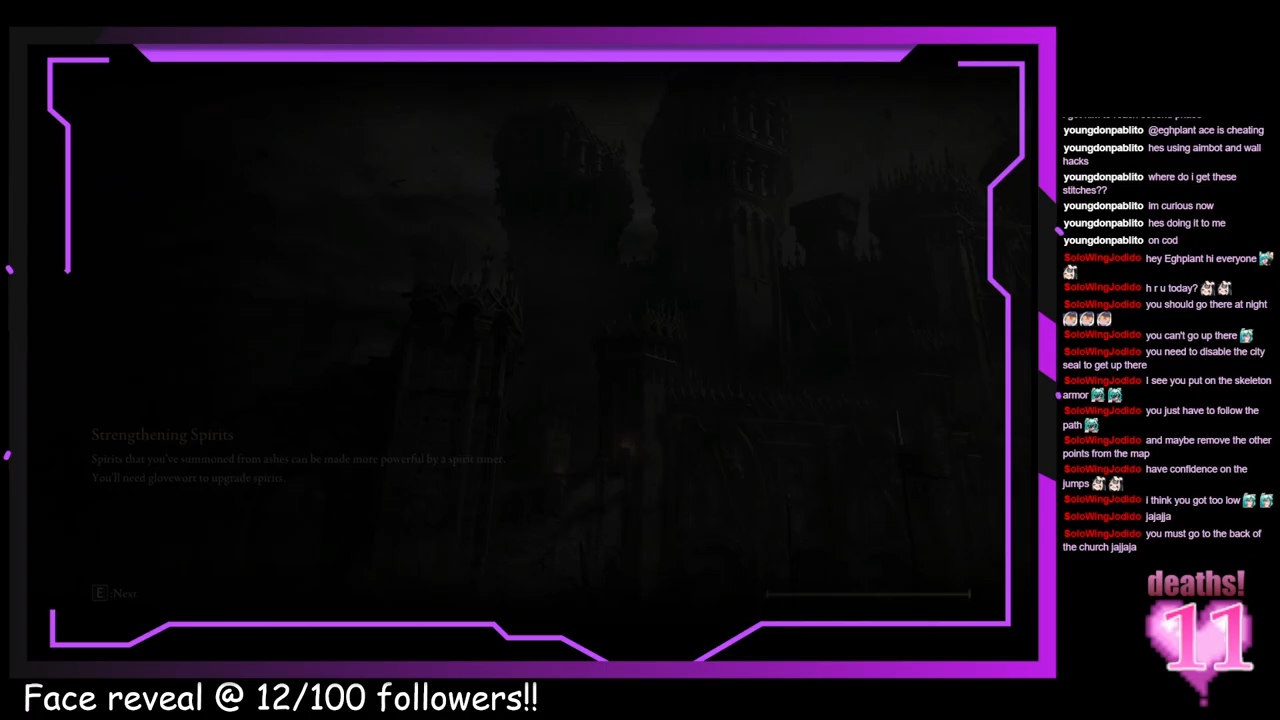 youngdonpablito @eghplant ace is cheating
youngdonpablito hes using aimbot and wall
hacks
youngdonpablito where do i get these
stitches??
youngdonpablito im curious now
youngdonpablito hes doing it to me
youngdonpablito on cod
SoloWingJodido hey Eghplant hi everyone
SoloWingJodido h r u today?
SoloWingJodido you should go there at night
SoloWingJodido you can't go up there
SoloWingJodido you need to disable the city
seal to get up there
SoloWingJodido I see you put on the skeleton
armor
SoloWingJodido you just have to follow the
path
SoloWingJodido and maybe remove the other
points from the map
SoloWingJodido have confidence on the
jumps
SoloWingJodido i think you got too low
SoloWingJodido jajajja
SoloWingJodido you must go to the back of
the church jajjaja
Strengthening Spirits
Spirits that you've summoned from ashes can be made more powerful by a spirit tuner.
You'll need glovewort to upgrade spirits.
E :Next
deaths!
11
Face reveal @ 12/100 followers!!